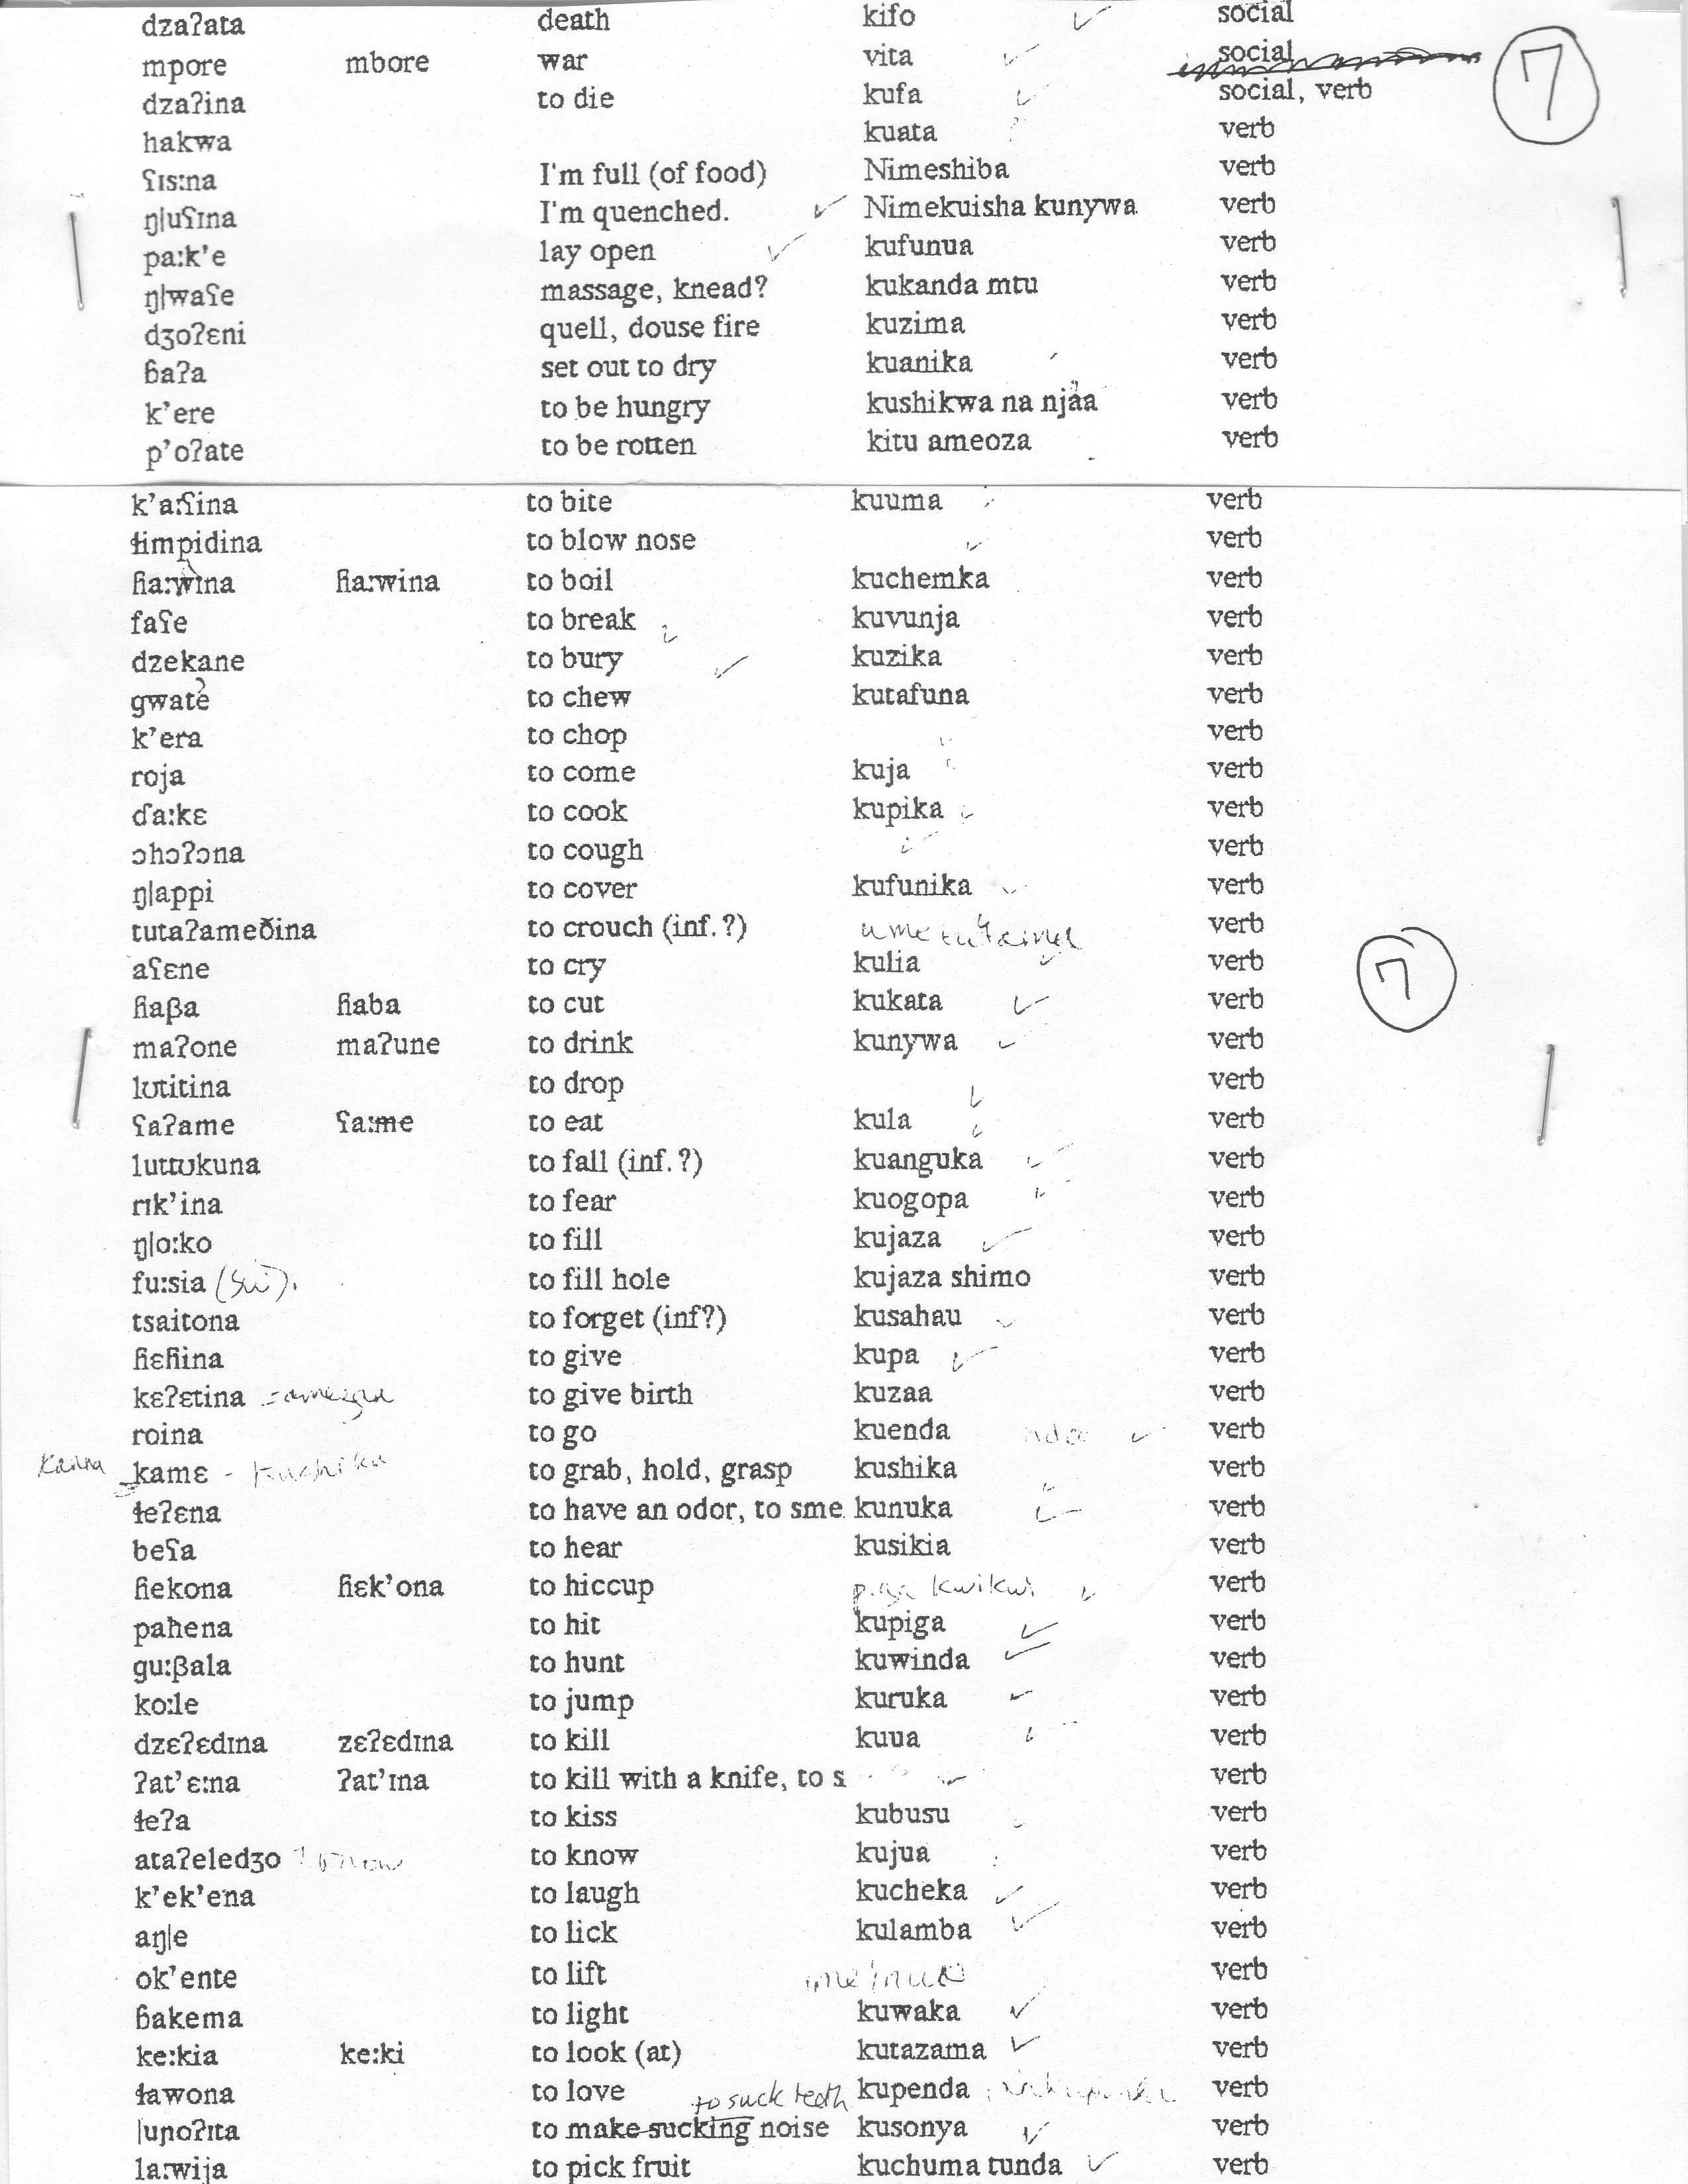 dzaʔata death kifo ✓ social
mpore mbore war vita ✓ social
7
dzaʔina to die kufa ✓ social, verb
hakwa kuata verb
ʕɪsːna I'm full (of food) Nimeshiba verb
ŋ|uʕɪna I'm quenched. ✓ Nimekuisha kunywa verb
paːk'e lay open ✓ kufunua verb
ŋ|waʕe massage, knead? kukanda mtu verb
dʒoʔɛni quell, douse fire kuzima verb
ɓaʔa set out to dry kuanika verb
k'ere to be hungry kushikwa na njaa verb
p'oʔate to be rotten kitu ameoza verb
k'aːʕina to bite kuuma verb
ɬimpidina to blow nose ✓ verb
ɦaːwɪna ɦaːwina to boil kuchemka verb
faʕe to break kuvunja verb
dzekane to bury ✓ kuzika verb
gwate to chew kutafuna verb
k'era to chop verb
roja to come kuja verb
ɗaːkɛ to cook kupika ✓ verb
ɔhɔʔɔna to cough ✓ verb
ŋ|appi to cover kufunika ✓ verb
tutaʔameðina to crouch (inf.?) verb
aʕɛne to cry kulia ✓ verb
7
ɦaβa ɦaba to cut kukata ✓ verb
maʔone maʔune to drink kunywa ✓ verb
lʊtitina to drop ✓ verb
ʕaʔame ʕaːme to eat kula ✓ verb
luttʊkuna to fall (inf.?) kuanguka ✓ verb
rɪk'ina to fear kuogopa ✓ verb
ŋ|oːko to fill kujaza ✓ verb
fuːsia to fill hole kujaza shimo verb
tsaitona to forget (inf?) kusahau ✓ verb
ɦɛɦina to give kupa ✓ verb
kɛʔɛtina to give birth kuzaa verb
roina to go kuenda ✓ verb
kamɛ - kushika to grab, hold, grasp kushika verb
ɬeʔɛna to have an odor, to sme kunuka ✓ verb
beʕa to hear kusikia verb
ɦekona ɦɛk'ona to hiccup piga kwikwi ✓ verb
paħena to hit kupiga ✓ verb
guːβala to hunt kuwinda ✓ verb
koːle to jump kuruka ✓ verb
dzɛʔɛdɪna zɛʔɛdɪna to kill kuua ✓ verb
ʔat'ɛːna ʔat'ɪna to kill with a knife, to s ✓ verb
ɬeʔa to kiss kubusu verb
ataʔeledʒo ? know to know kujua verb
k'ek'ena to laugh kucheka ✓ verb
aŋ|e to lick kulamba ✓ verb
ok'ente to lift verb
ɓakema to light kuwaka ✓ verb
keːkia keːki to look (at) kutazama ✓ verb
ɬawona to love kupenda verb
to suck teeth
|uɲoʔɪta to make sucking noise kusonya ✓ verb
laːwija to pick fruit kuchuma tunda ✓ verb